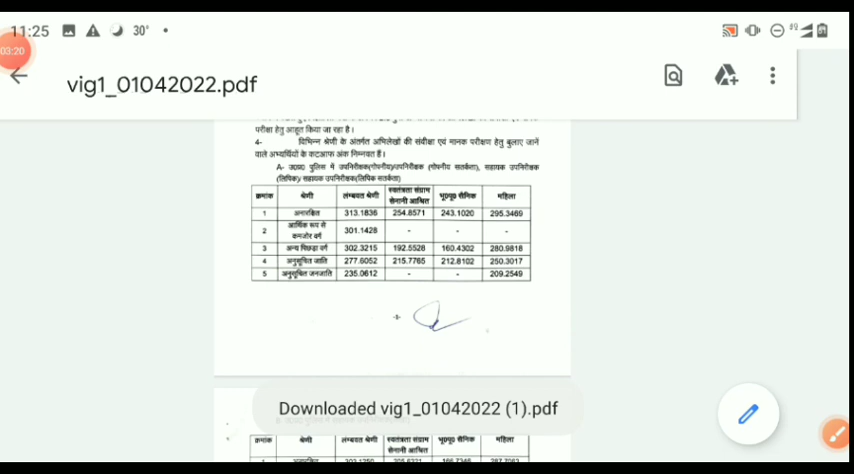 11:25 30°
03:20
vig1_01042022.pdf
परीक्षा हेतु आहूत किया जा रहा है।
4- विभिन्न श्रेणी के अंतर्गत अभिलेखों की संवीक्षा एवं मानक परीक्षण हेतु बुलाए जानें
वाले अभ्यर्थियों के कटआफ अंक निम्नवत हैं।
A- उ0प्र0 पुलिस में उपनिरीक्षक(गोपनीय)/उपनिरीक्षक (गोपनीय सतर्कता), सहायक उपनिरीक्षक
(लिपिक)/ सहायक उपनिरीक्षक(लिपिक सतर्कता)
क्रमांक श्रेणी लंम्बवत श्रेणी स्वतंत्रता संग्राम सेनानी आश्रित भू0पू0 सैनिक महिला
1 अनारक्षित 313.1836 254.8571 243.1020 295.3469
2 आर्थिक रूप से कमजोर वर्ग 301.1428 - - -
3 अन्य पिछड़ा वर्ग 302.3215 192.5528 160.4302 280.9818
4 अनुसूचित जाति 277.6052 215.7765 212.8102 250.3017
5 अनुसूचित जनजाति 235.0612 - - 209.2549
Downloaded vig1_01042022 (1).pdf
क्रमांक श्रेणी लंम्बवत श्रेणी स्वतंत्रता संग्राम सेनानी आश्रित भू0पू0 सैनिक महिला